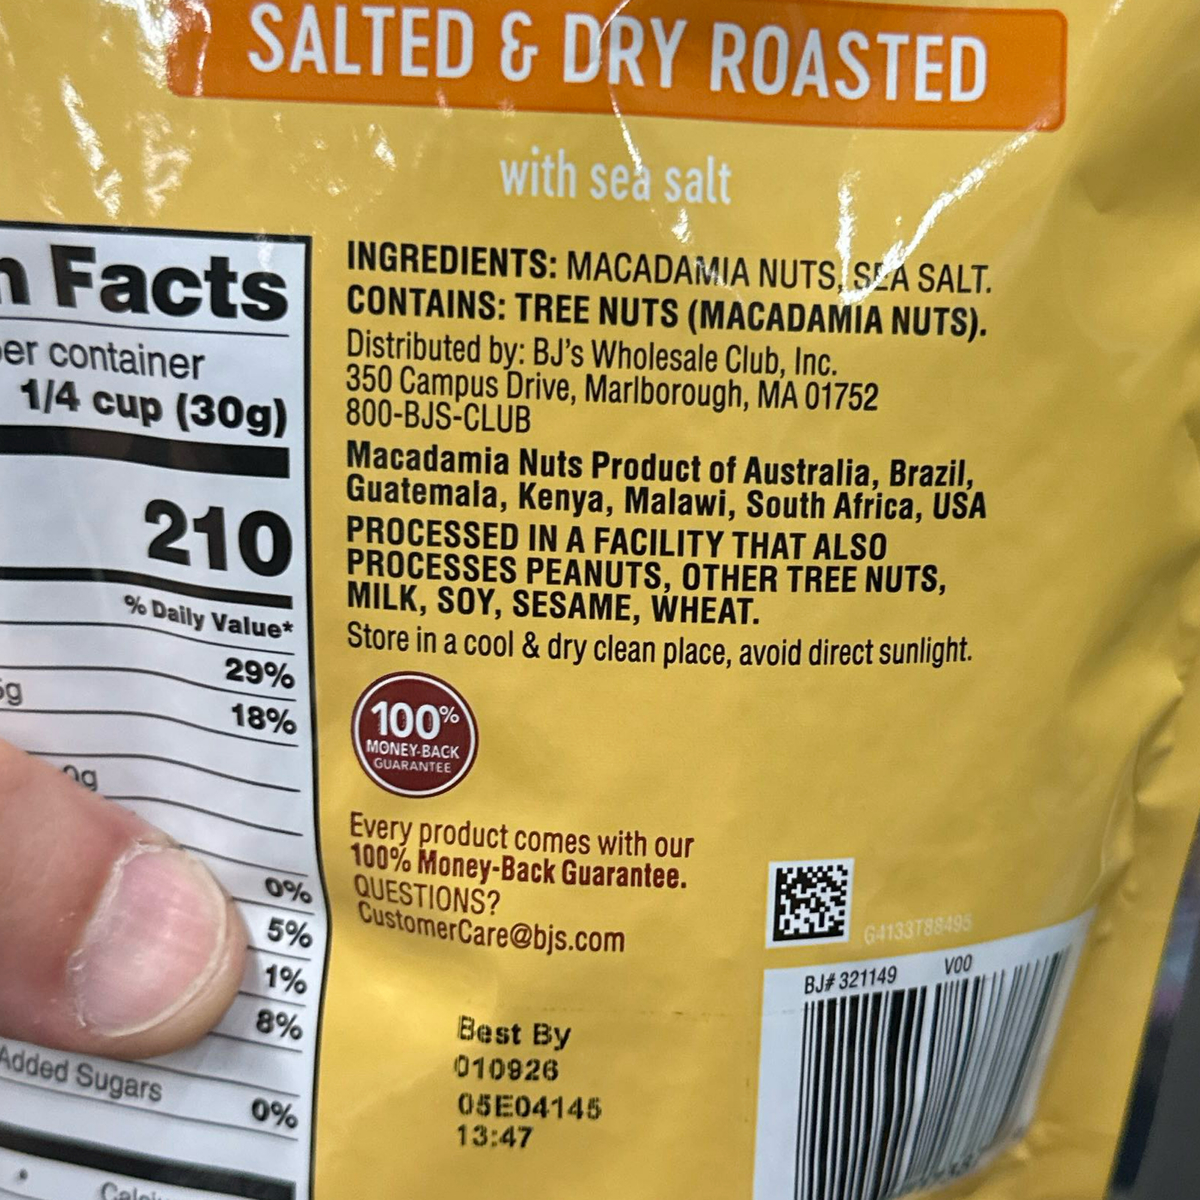 SALTED & DRY ROASTED
with sea salt
Facts
per container
1/4 cup (30g)
210
% Daily Value*
29%
18%
0g
0%
5%
1%
8%
Added Sugars
0%
INGREDIENTS: MACADAMIA NUTS, SEA SALT.
CONTAINS: TREE NUTS (MACADAMIA NUTS).
Distributed by: BJ's Wholesale Club, Inc.
350 Campus Drive, Marlborough, MA 01752
800-BJS-CLUB
Macadamia Nuts Product of Australia, Brazil,
Guatemala, Kenya, Malawi, South Africa, USA
PROCESSED IN A FACILITY THAT ALSO
PROCESSES PEANUTS, OTHER TREE NUTS,
MILK, SOY, SESAME, WHEAT.
Store in a cool & dry clean place, avoid direct sunlight.
100%
MONEY-BACK
GUARANTEE
Every product comes with our
100% Money-Back Guarantee.
QUESTIONS?
CustomerCare@bjs.com
G4133T88495
BJ# 321149 V00
Best By
010926
05E04145
13:47